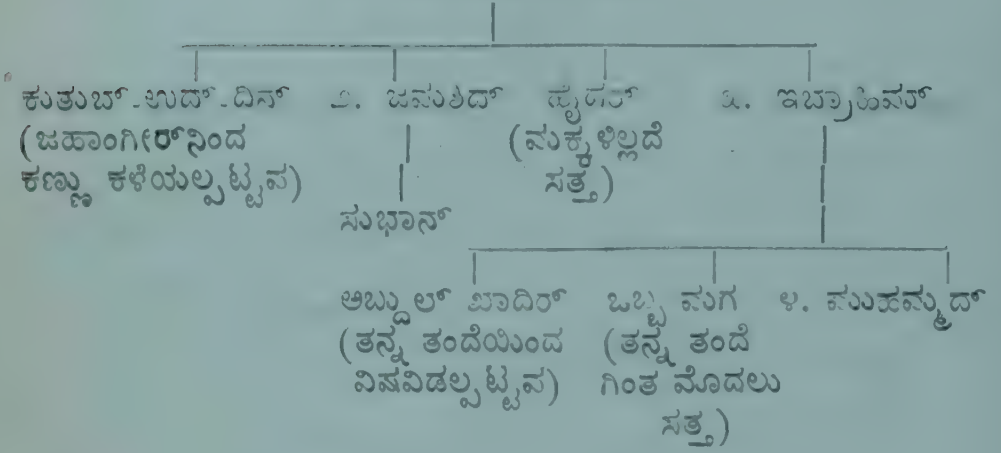 ಕುತುಬ್-ಉದ್-ದಿನ್ ೨. ಜಮಶಿದ್ ಹೈದರ್ ೩. ಇಬ್ರಾಹಿಮ್
(ಜಹಾಂಗೀರ್‌ನಿಂದ (ಮಕ್ಕಳಿಲ್ಲದೆ
ಕಣ್ಣು ಕಳೆಯಲ್ಪಟ್ಟವ) ಸತ್ತ)
ಸುಭಾನ್
ಅಬ್ದುಲ್ ಖಾದಿರ್ ಒಬ್ಬ ಮಗ ೪. ಮುಹಮ್ಮದ್
(ತನ್ನ ತಂದೆಯಿಂದ (ತನ್ನ ತಂದೆ
ವಿಷವಿಡಲ್ಪಟ್ಟವ) ಗಿಂತ ಮೊದಲು
ಸತ್ತ)